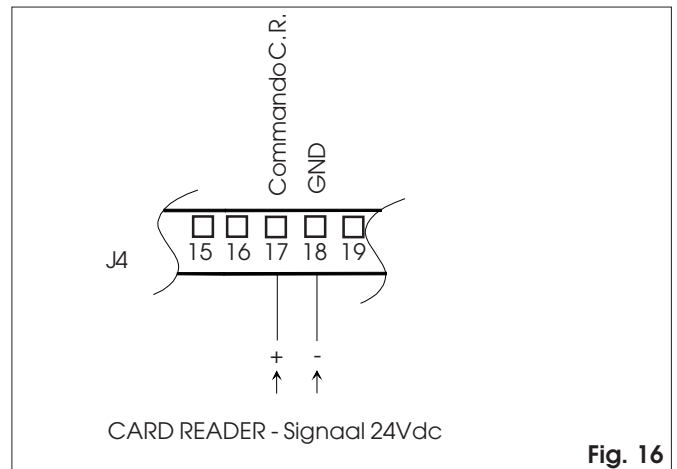 Commando C.R.
GND
15 16 17 18 19
J4
+ -
CARD READER - Signaal 24Vdc
Fig. 16